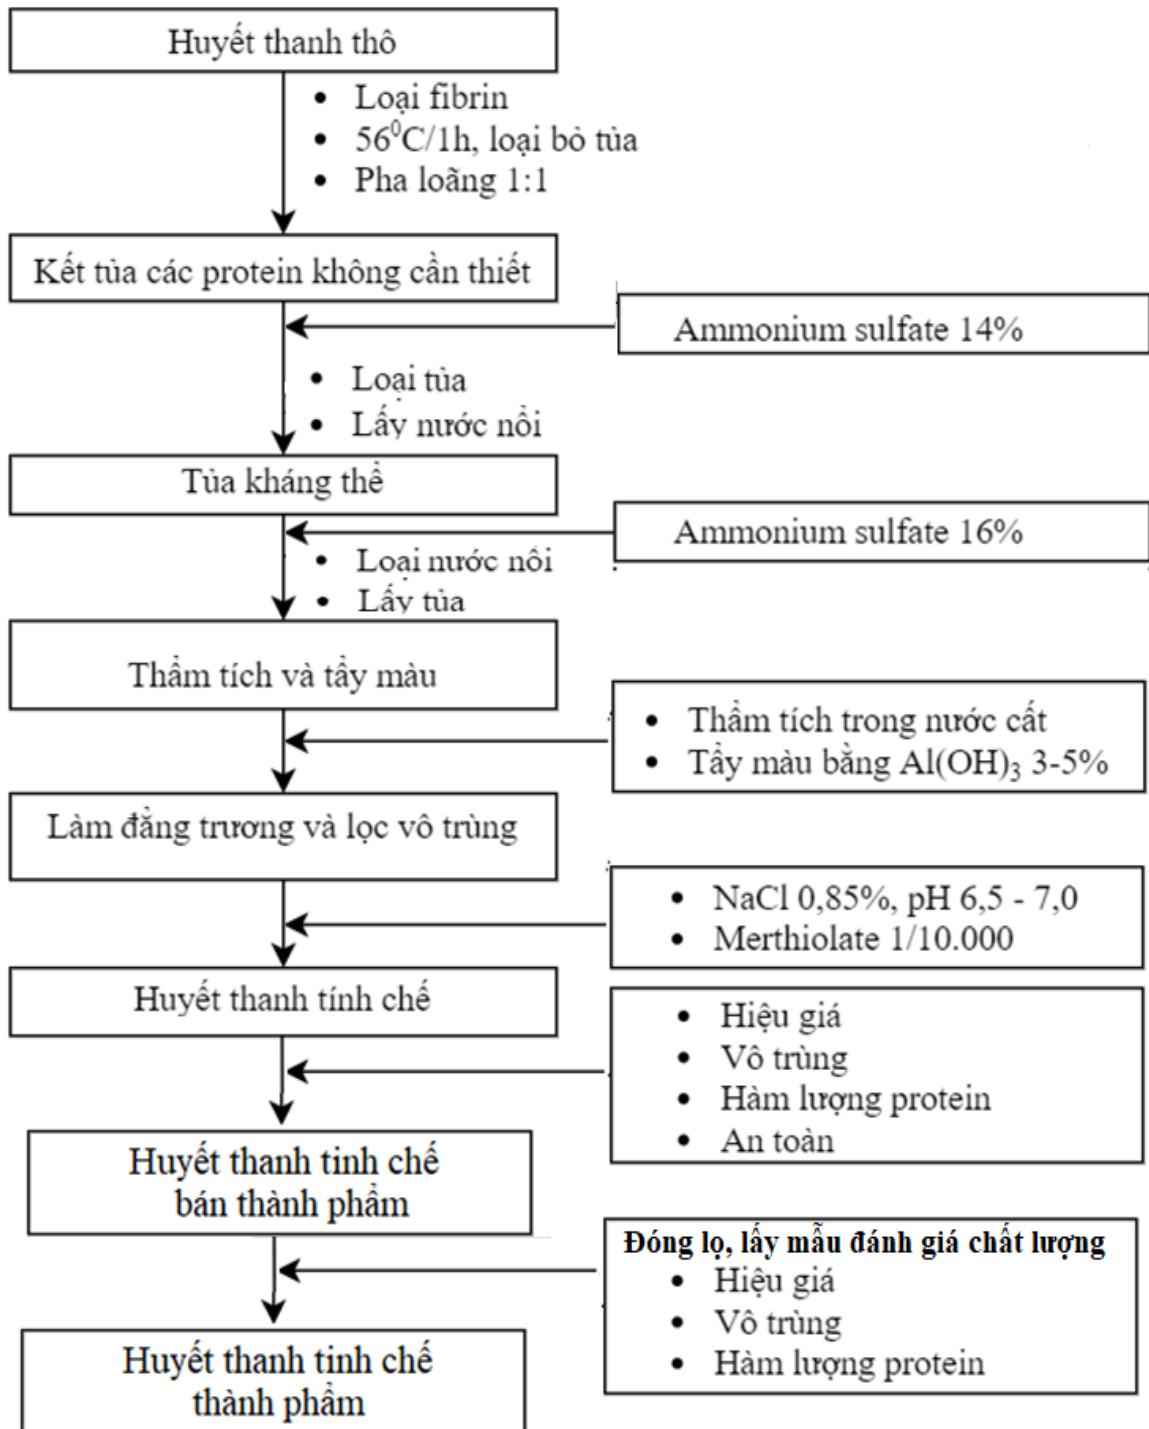 Huyết thanh thô
• Loại fibrin
• 56⁰C/1h, loại bỏ tủa
• Pha loãng 1:1
Kết tủa các protein không cần thiết
Ammonium sulfate 14%
• Loại tủa
• Lấy nước nổi
Tủa kháng thể
Ammonium sulfate 16%
• Loại nước nổi
• Lấy tủa
Thẩm tích và tẩy màu
• Thẩm tích trong nước cất
• Tẩy màu bằng Al(OH)₃ 3-5%
Làm đẳng trương và lọc vô trùng
• NaCl 0,85%, pH 6,5 - 7,0
• Merthiolate 1/10.000
Huyết thanh tính chế
• Hiệu giá
• Vô trùng
• Hàm lượng protein
• An toàn
Huyết thanh tinh chế
bán thành phẩm
Đóng lọ, lấy mẫu đánh giá chất lượng
• Hiệu giá
• Vô trùng
• Hàm lượng protein
Huyết thanh tinh chế
thành phẩm